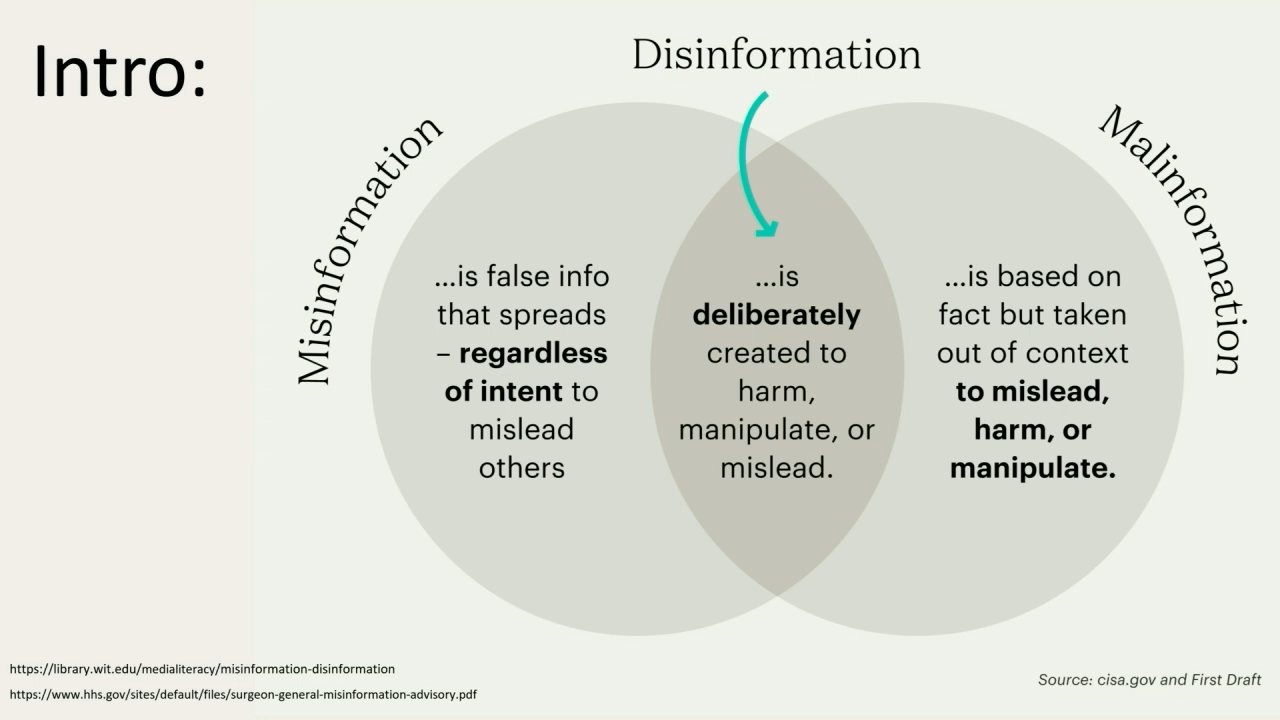 Intro:
Disinformation
Misinformation
Malinformation
...is false info
that spreads
– regardless
of intent to
mislead
others
...is
deliberately
created to
harm,
manipulate, or
mislead.
...is based on
fact but taken
out of context
to mislead,
harm, or
manipulate.
https://library.wit.edu/medialiteracy/misinformation-disinformation
https://www.hhs.gov/sites/default/files/surgeon-general-misinformation-advisory.pdf
Source: cisa.gov and First Draft